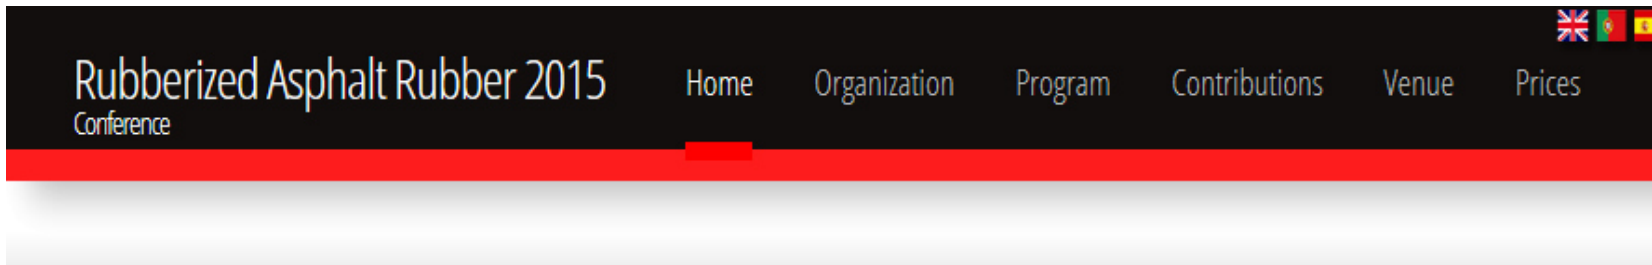 Rubberized Asphalt Rubber 2015
Conference
Home Organization Program Contributions Venue Prices